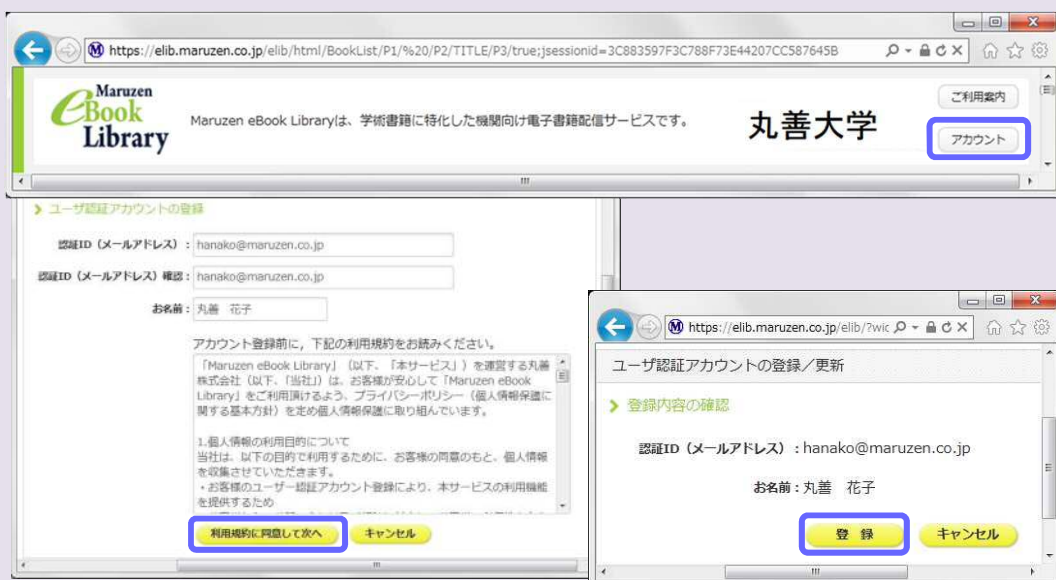 https://elib.maruzen.co.jp/elib/html/BookList/P1/%20/P2/TITLE/P3/true;jsessionid=3C883597F3C788F73E44207CC587645B
Maruzen
eBook
Library
Maruzen eBook Libraryは、学術書籍に特化した機関向け電子書籍配信サービスです。
丸善大学
ご利用案内
アカウント
ユーザ認証アカウントの登録
認証ID（メールアドレス）：hanako@maruzen.co.jp
認証ID（メールアドレス）確認：hanako@maruzen.co.jp
お名前：丸善　花子
アカウント登録前に，下記の利用規約をお読みください。
「Maruzen eBook Library」（以下、「本サービス」）を運営する丸善
株式会社（以下、「当社」）は、お客様が安心して「Maruzen eBook
Library」をご利用頂けるよう、プライバシーポリシー（個人情報保護に
関する基本方針）を定め個人情報保護に取り組んでいます。
1.個人情報の利用目的について
当社は、以下の目的で利用するために、お客様の同意のもと、個人情報
を収集させていただきます。
・お客様のユーザー認証アカウント登録により、本サービスの利用機能
を提供するため
利用規約に同意して次へ
キャンセル
https://elib.maruzen.co.jp/elib/?wic
ユーザ認証アカウントの登録／更新
登録内容の確認
認証ID（メールアドレス）：hanako@maruzen.co.jp
お名前：丸善　花子
登 録
キャンセル